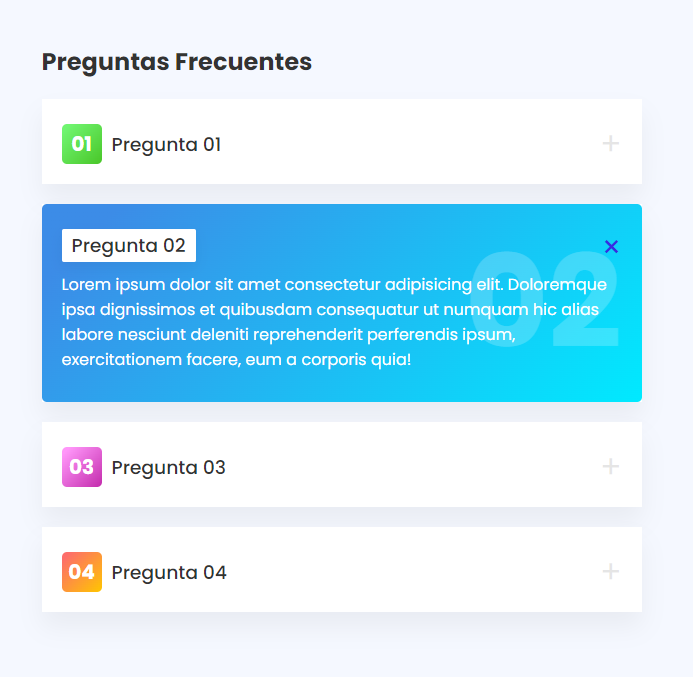 Preguntas Frecuentes
01 Pregunta 01
Pregunta 02
02
Lorem ipsum dolor sit amet consectetur adipisicing elit. Doloremque
ipsa dignissimos et quibusdam consequatur ut numquam hic alias
labore nesciunt deleniti reprehenderit perferendis ipsum,
exercitationem facere, eum a corporis quia!
03 Pregunta 03
04 Pregunta 04